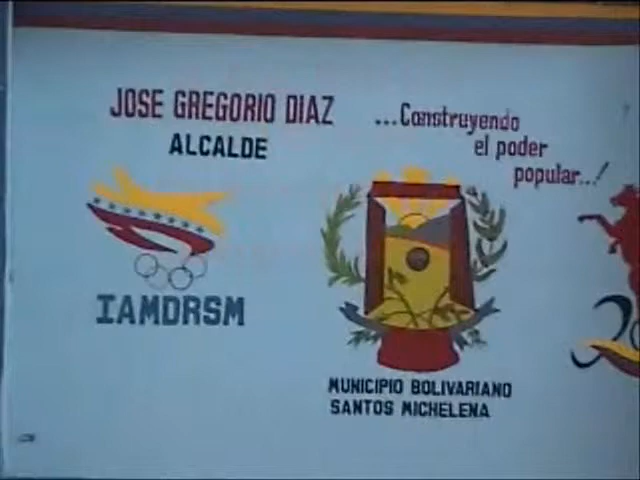 JOSE GREGORIO DIAZ
ALCALDE
...Construyendo
el poder
popular...!
IAMDRSM
MUNICIPIO BOLIVARIANO
SANTOS MICHELENA